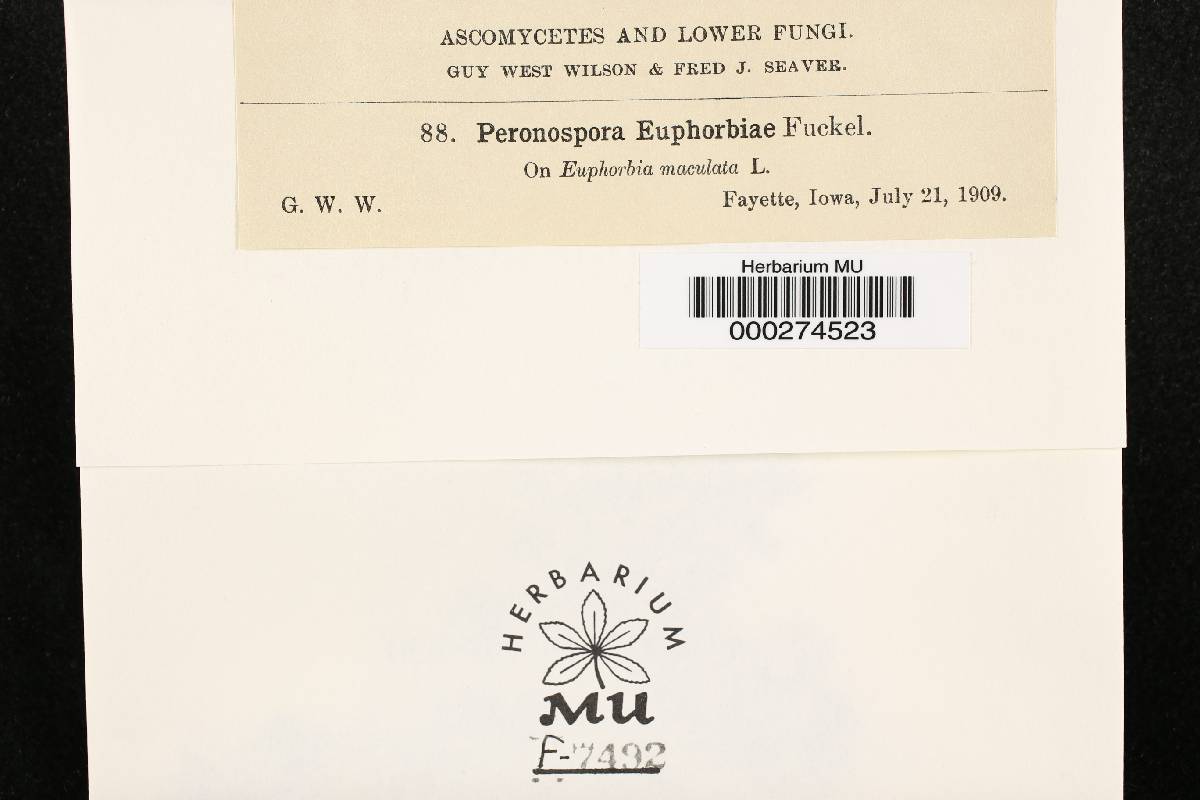 ASCOMYCETES AND LOWER FUNGI.
GUY WEST WILSON & FRED J. SEAVER.
88. Peronospora Euphorbiae Fuckel.
On Euphorbia maculata L.
G. W. W. Fayette, Iowa, July 21, 1909.
Herbarium MU
000274523
HERBARIUM
MU
F-7492